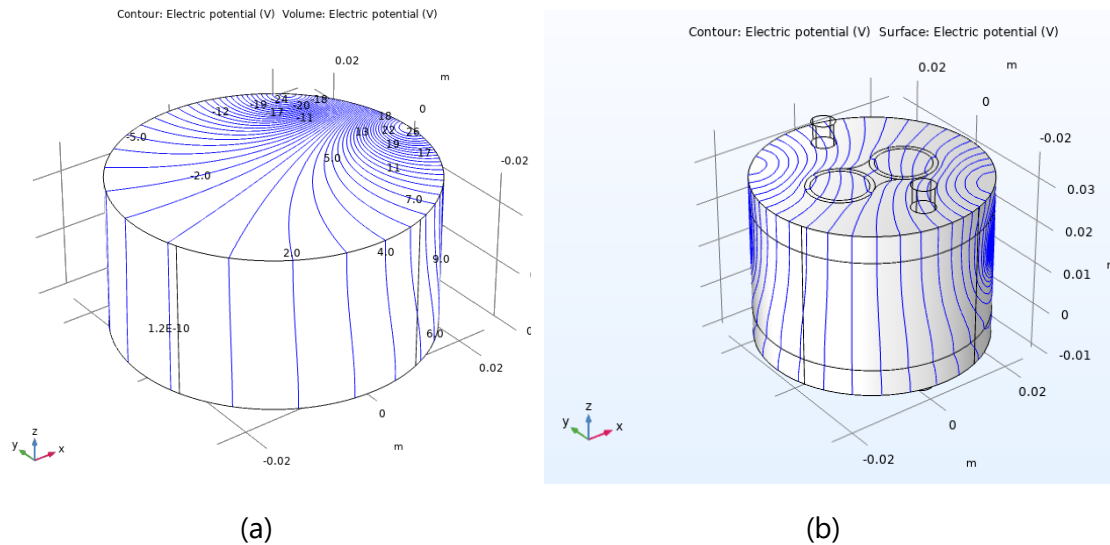 Contour: Electric potential (V) Volume: Electric potential (V)
0.02
m
24
-18
-19
-20
-12
-17
-11
18
0
22
26
13
-5.0
19
17
5.0
-0.02
11
-2.0
7.0
2.0
4.0
9.0
1.2E-10
6.0
0.02
0
m
-0.02
z
y
x
(a)
Contour: Electric potential (V) Surface: Electric potential (V)
0.02
m
0
-0.02
0.03
0.02
0.01
0
-0.01
0.02
0
m
-0.02
z
y
x
(b)